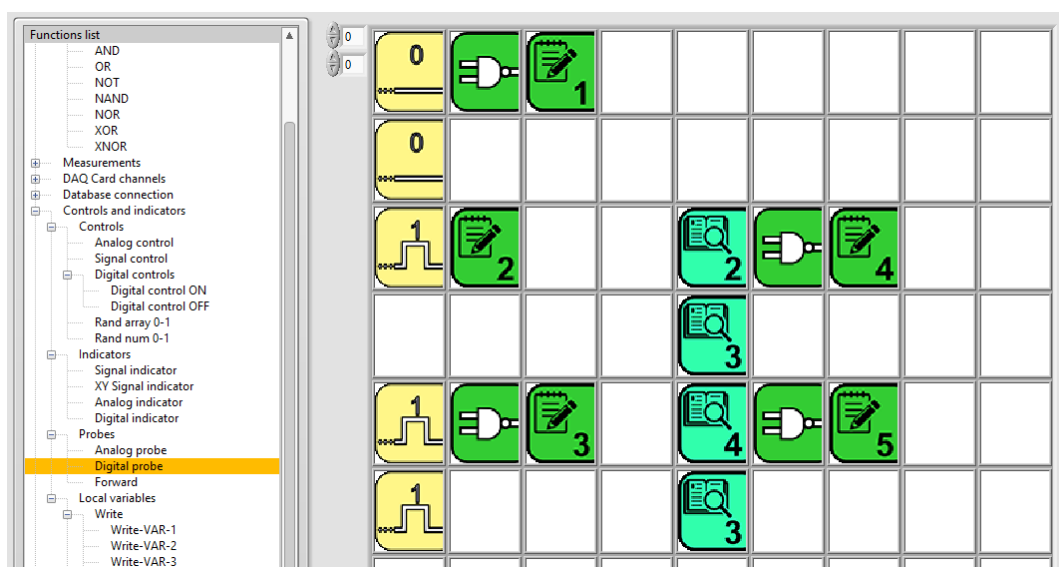 Functions list
AND
OR
NOT
NAND
NOR
XOR
XNOR
Measurements
DAQ Card channels
Database connection
Controls and indicators
Controls
Analog control
Signal control
Digital controls
Digital control ON
Digital control OFF
Rand array 0-1
Rand num 0-1
Indicators
Signal indicator
XY Signal indicator
Analog indicator
Digital indicator
Probes
Analog probe
Digital probe
Forward
Local variables
Write
Write-VAR-1
Write-VAR-2
Write-VAR-3
0
0
0 1
0
1 2 2 4
3
1 3 4 5
1 3